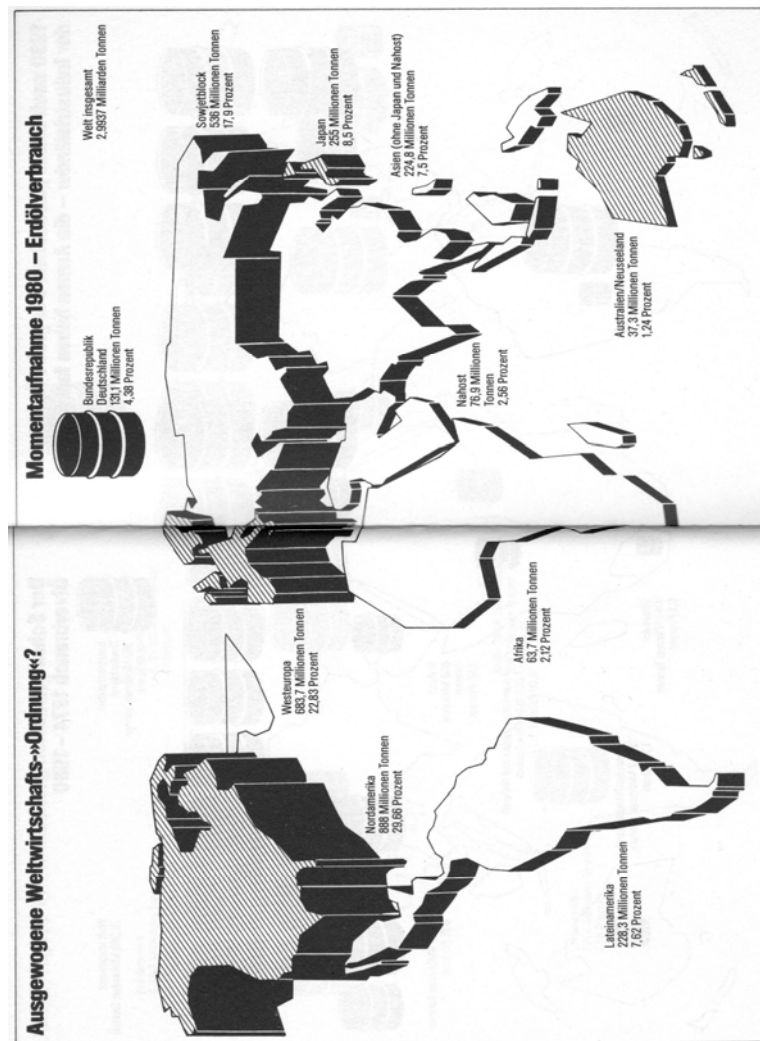 Ausgewogene Weltwirtschafts-»Ordnung«?
Momentaufnahme 1980 – Erdölverbrauch
Nordamerika
888 Millionen Tonnen
29,66 Prozent
Lateinamerika
228,3 Millionen Tonnen
7,62 Prozent
Westeuropa
683,7 Millionen Tonnen
22,83 Prozent
Afrika
63,7 Millionen Tonnen
2,12 Prozent
Bundesrepublik
Deutschland
131,1 Millionen Tonnen
4,38 Prozent
Nahost
76,9 Millionen
Tonnen
2,56 Prozent
Welt insgesamt
2,9937 Milliarden Tonnen
Sowjetblock
536 Millionen Tonnen
17,9 Prozent
Japan
255 Millionen Tonnen
8,5 Prozent
Asien (ohne Japan und Nahost)
224,8 Millionen Tonnen
7,5 Prozent
Australien/Neuseeland
37,3 Millionen Tonnen
1,24 Prozent